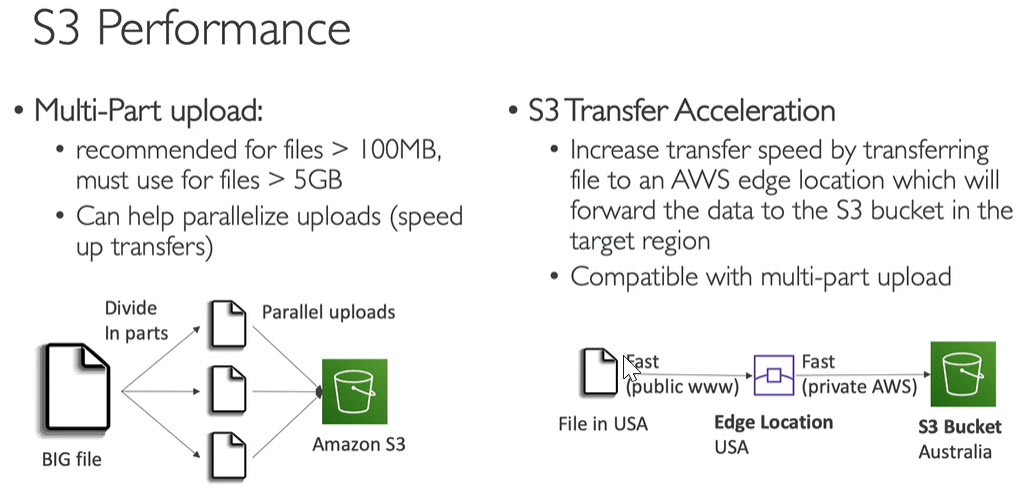 S3 Performance
• Multi-Part upload:
• recommended for files > 100MB,
must use for files > 5GB
• Can help parallelize uploads (speed
up transfers)
Divide
In parts
Parallel uploads
BIG file
Amazon S3
• S3 Transfer Acceleration
• Increase transfer speed by transferring
file to an AWS edge location which will
forward the data to the S3 bucket in the
target region
• Compatible with multi-part upload
Fast
(public www)
Fast
(private AWS)
File in USA
Edge Location
USA
S3 Bucket
Australia